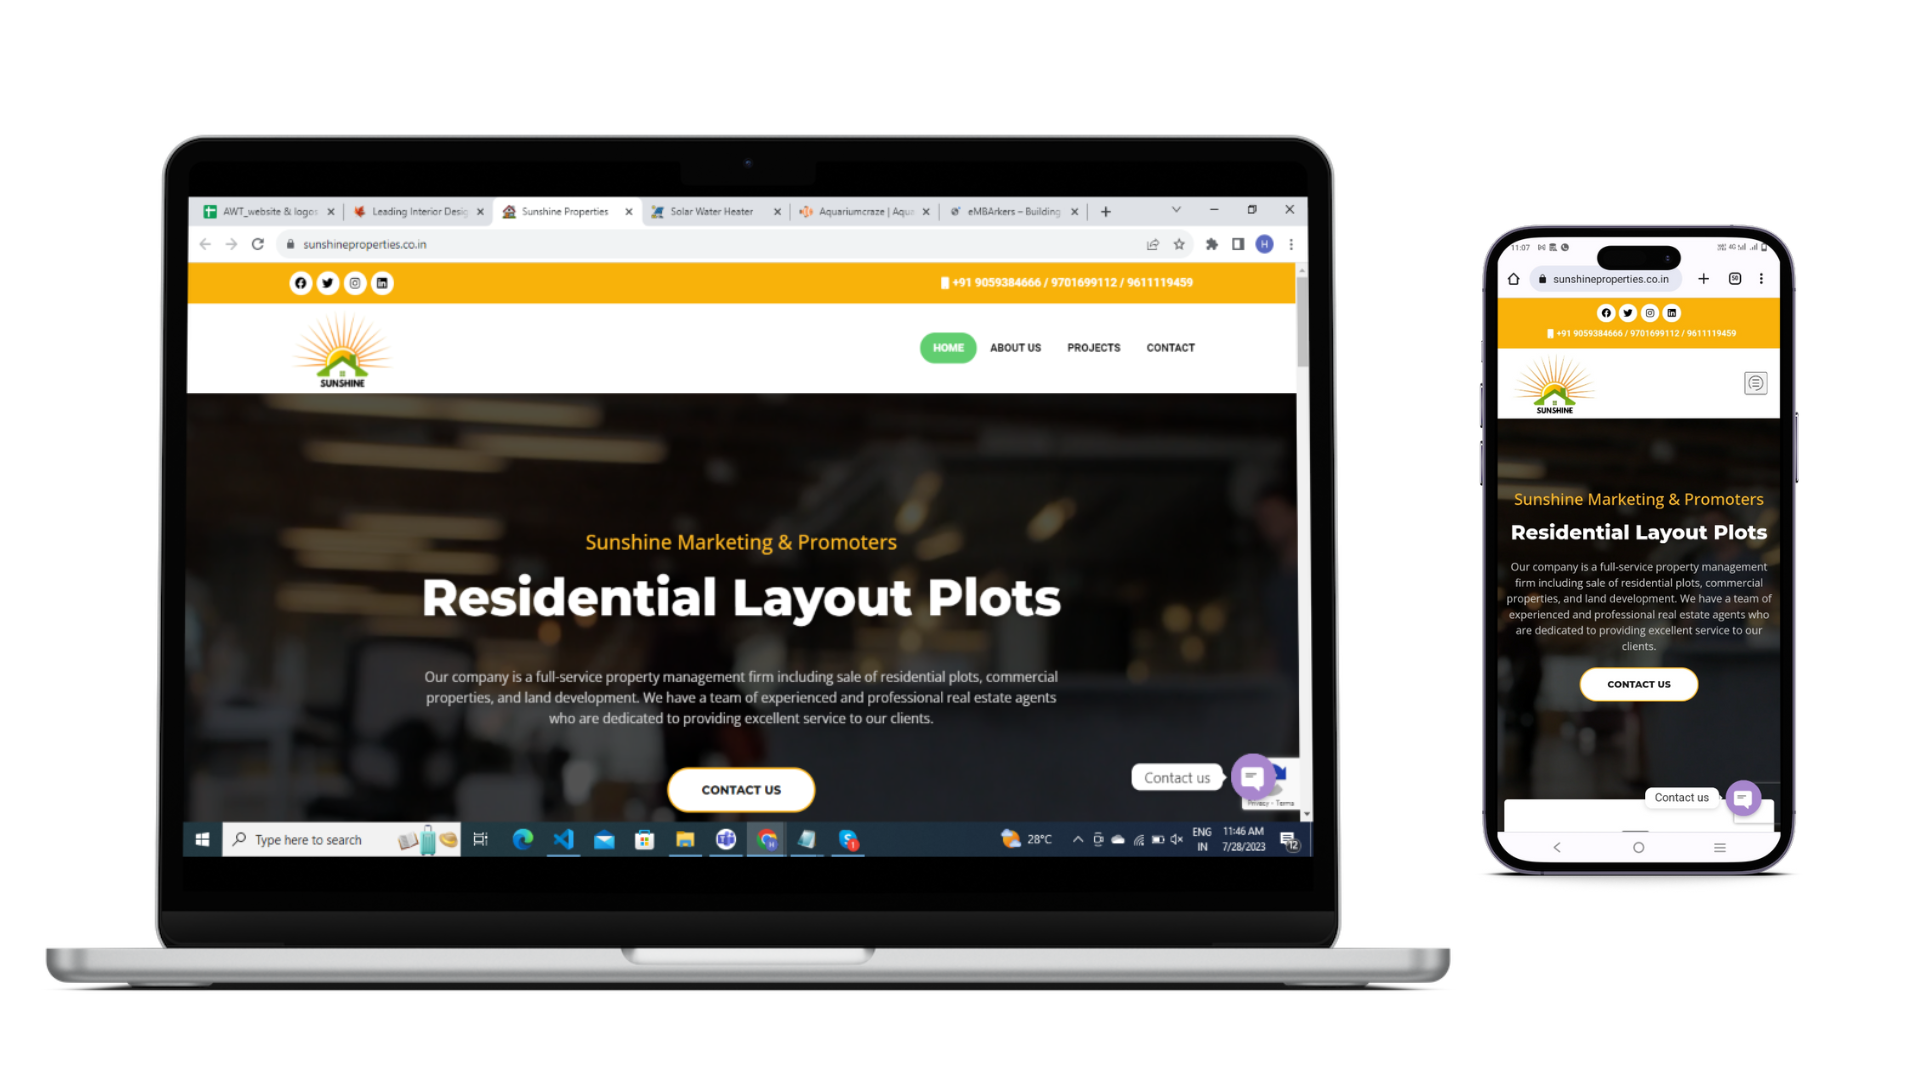 AWT_website & logos
Leading Interior Desig
Sunshine Properties
Solar Water Heater
Aquariumcraze | Aqua
eMBArkers – Building
sunshineproperties.co.in
H
+91 9059384666 / 9701699112 / 9611119459
SUNSHINE
HOME
ABOUT US
PROJECTS
CONTACT
Sunshine Marketing & Promoters
Residential Layout Plots
Our company is a full-service property management firm including sale of residential plots, commercial
properties, and land development. We have a team of experienced and professional real estate agents
who are dedicated to providing excellent service to our clients.
CONTACT US
Contact us
Privacy - Terms
Type here to search
28°C
ENG
IN
11:46 AM
7/28/2023
12
11:07
sunshineproperties.co.in
50
+91 9059384666 / 9701699112 / 9611119459
SUNSHINE
Sunshine Marketing & Promoters
Residential Layout Plots
Our company is a full-service property management
firm including sale of residential plots, commercial
properties, and land development. We have a team of
experienced and professional real estate agents who
are dedicated to providing excellent service to our
clients.
CONTACT US
Contact us